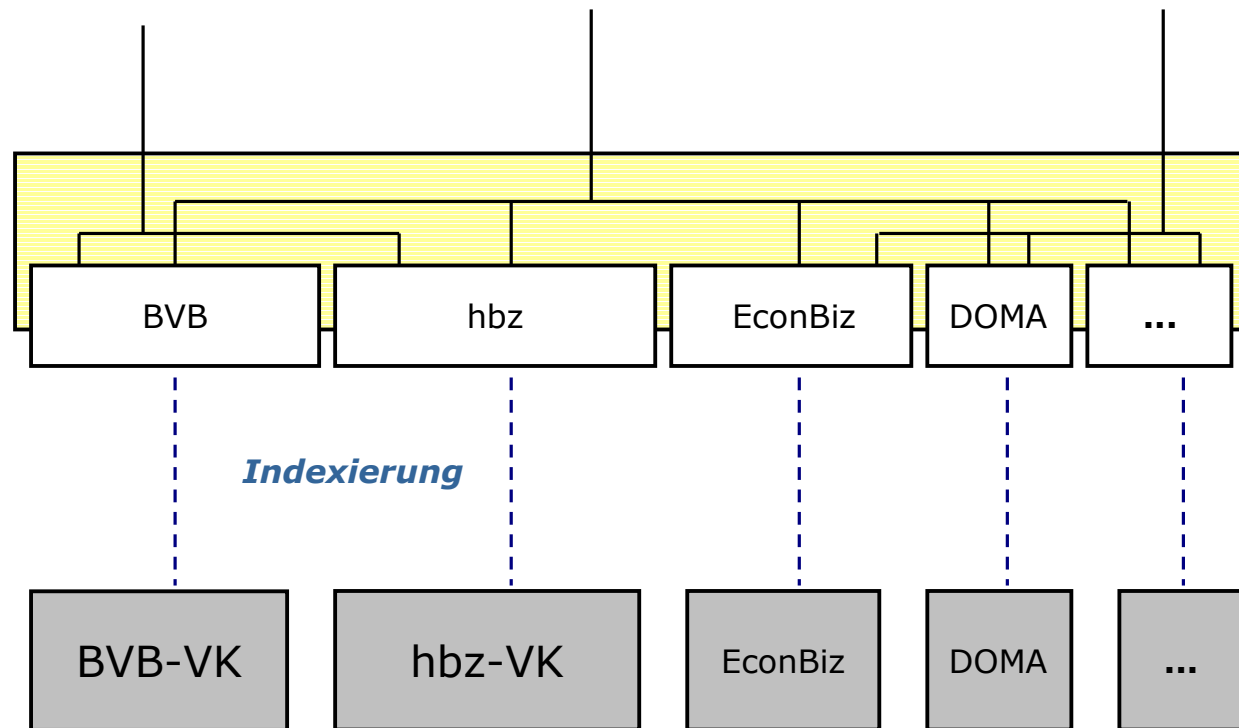 BVB
hbz
EconBiz
DOMA
...
Indexierung
BVB-VK
hbz-VK
EconBiz
DOMA
...